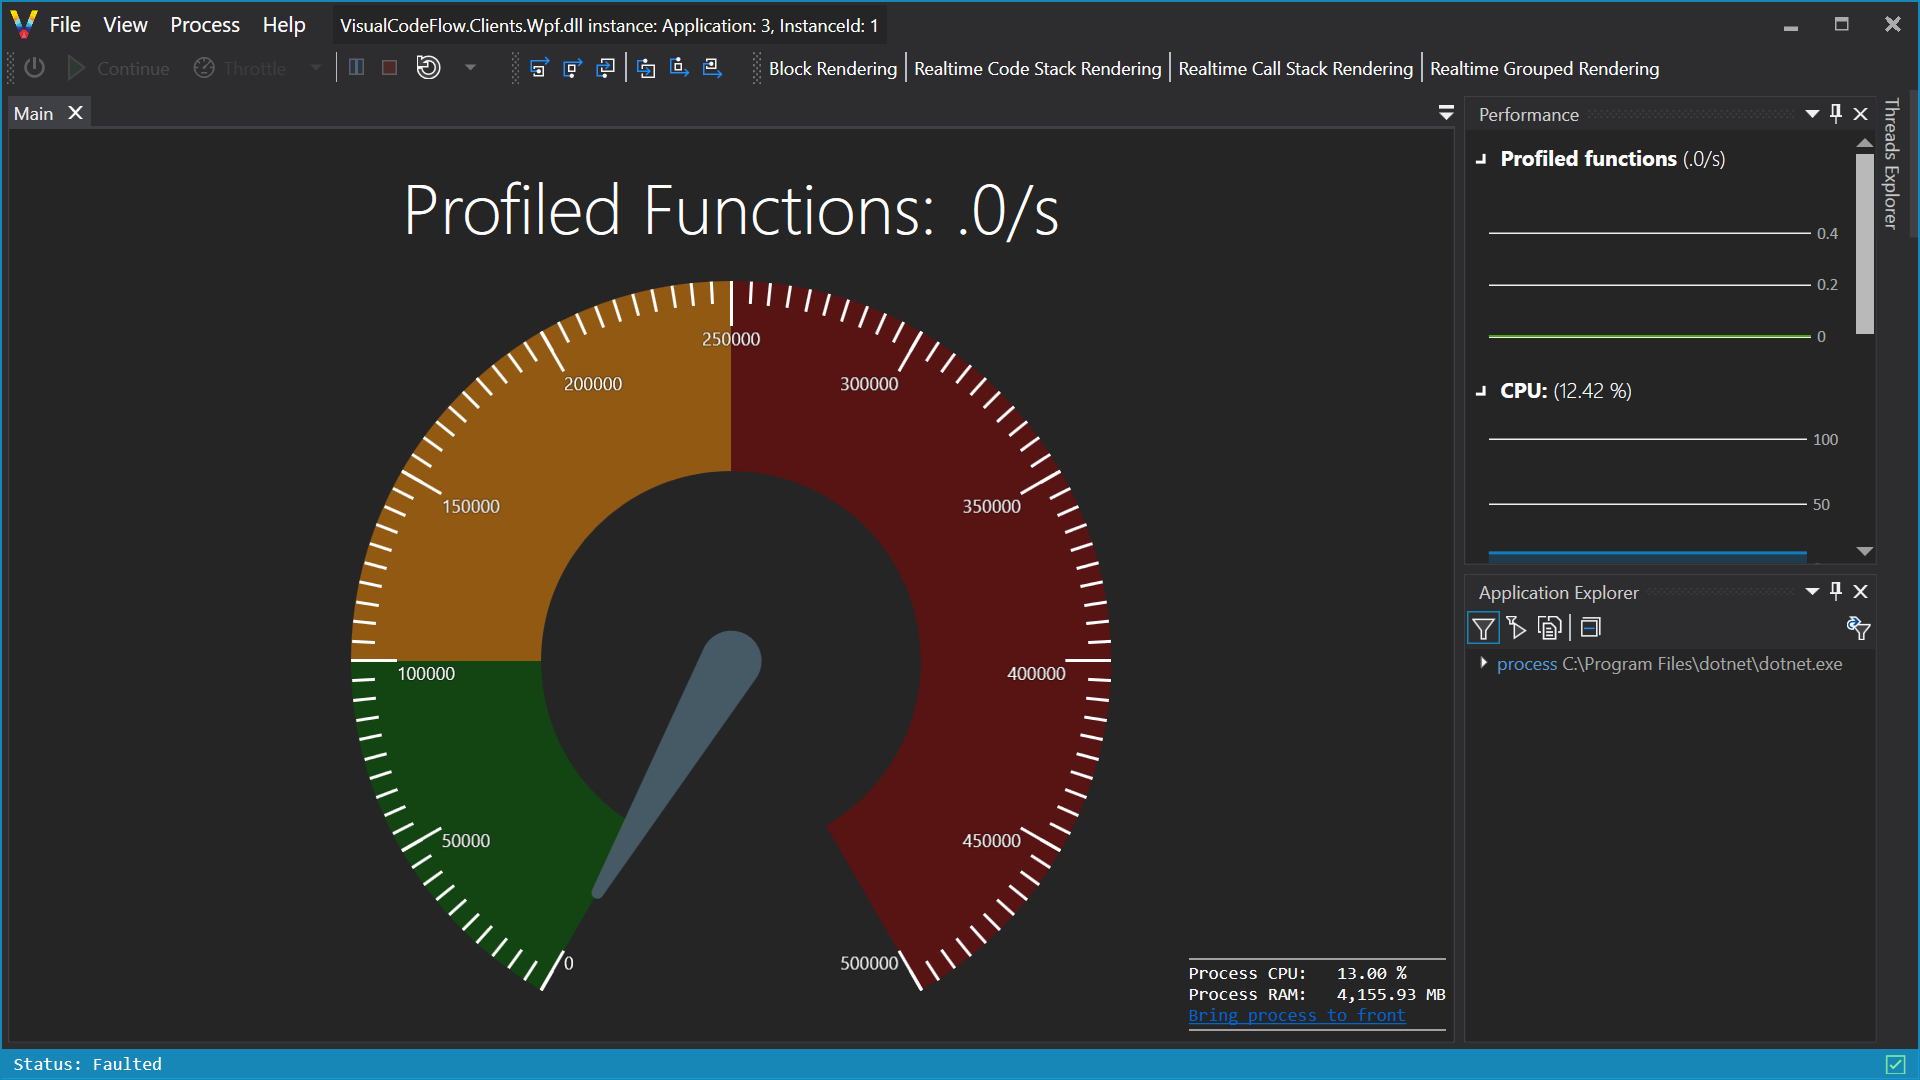 File View Process Help VisualCodeFlow.Clients.Wpf.dll instance: Application: 3, InstanceId: 1
Continue Throttle Block Rendering Realtime Code Stack Rendering Realtime Call Stack Rendering Realtime Grouped Rendering
Main
Profiled Functions: .0/s
250000
200000
300000
150000
350000
100000
400000
50000
450000
0
500000
Process CPU: 13.00 %
Process RAM: 4,155.93 MB
Bring process to front
Performance
Profiled functions (.0/s)
0.4
0.2
0
CPU: (12.42 %)
100
50
Application Explorer
process C:\Program Files\dotnet\dotnet.exe
Threads Explorer
Status: Faulted